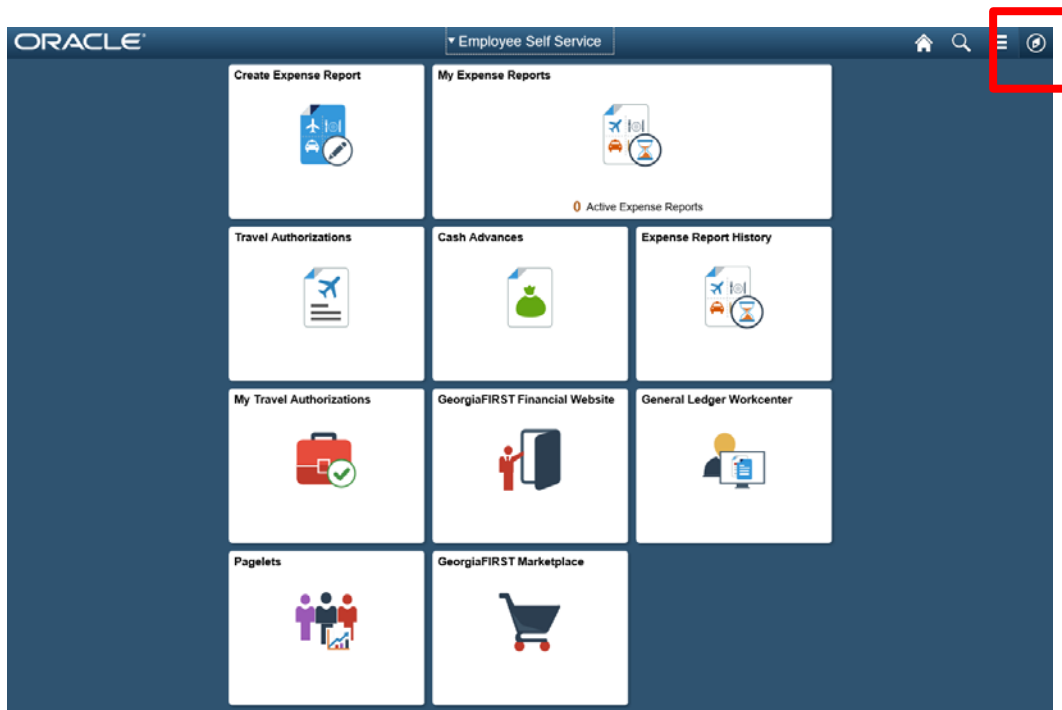 ORACLE
Employee Self Service
Create Expense Report
My Expense Reports
0 Active Expense Reports
Travel Authorizations
Cash Advances
Expense Report History
My Travel Authorizations
GeorgiaFIRST Financial Website
General Ledger Workcenter
Pagelets
GeorgiaFIRST Marketplace